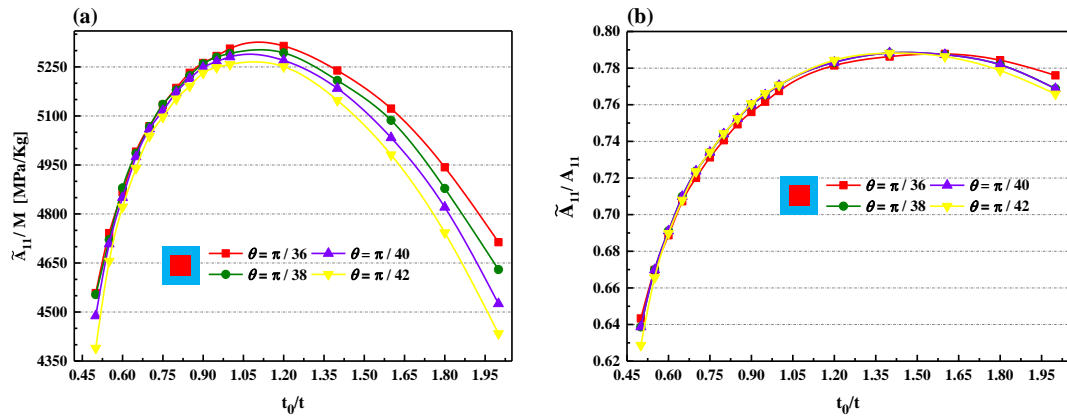 (a)
5250
5100
4950
4800
4650
4500
4350
Ã₁₁/ M [MPa/Kg]
θ = π / 36
θ = π / 40
θ = π / 38
θ = π / 42
0.45 0.60 0.75 0.90 1.05 1.20 1.35 1.50 1.65 1.80 1.95
t₀/t
(b)
0.80
0.78
0.76
0.74
0.72
0.70
0.68
0.66
0.64
0.62
Ã₁₁/ A₁₁
θ = π / 36
θ = π / 40
θ = π / 38
θ = π / 42
0.45 0.60 0.75 0.90 1.05 1.20 1.35 1.50 1.65 1.80 1.95
t₀/t